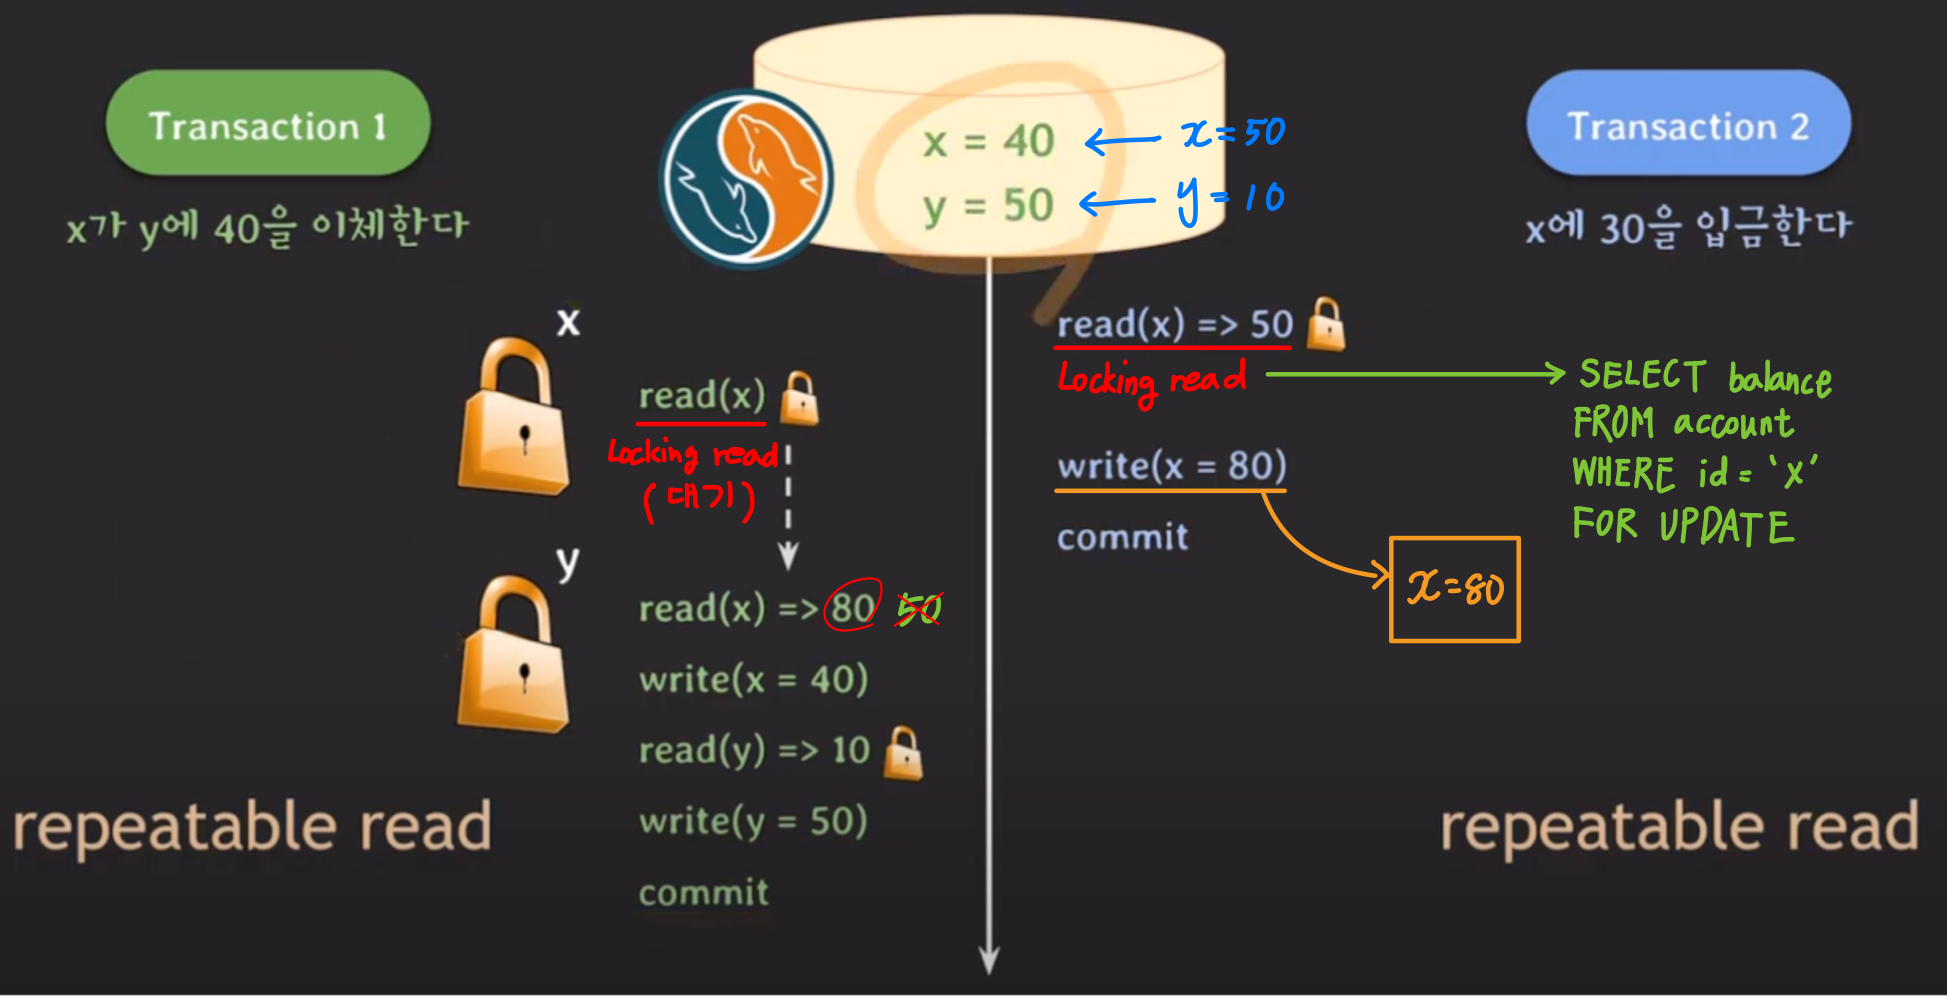 Transaction 1
x가 y에 40을 이체한다
x = 40 ← x=50
y = 50 ← y=10
Transaction 2
x에 30을 입금한다
x
read(x)
Locking read
(대기)
y
read(x) => 80 50
write(x = 40)
read(y) => 10
write(y = 50)
commit
repeatable read
read(x) => 50
Locking read
SELECT balance
FROM account
WHERE id = 'x'
FOR UPDATE
write(x = 80)
commit
x=80
repeatable read